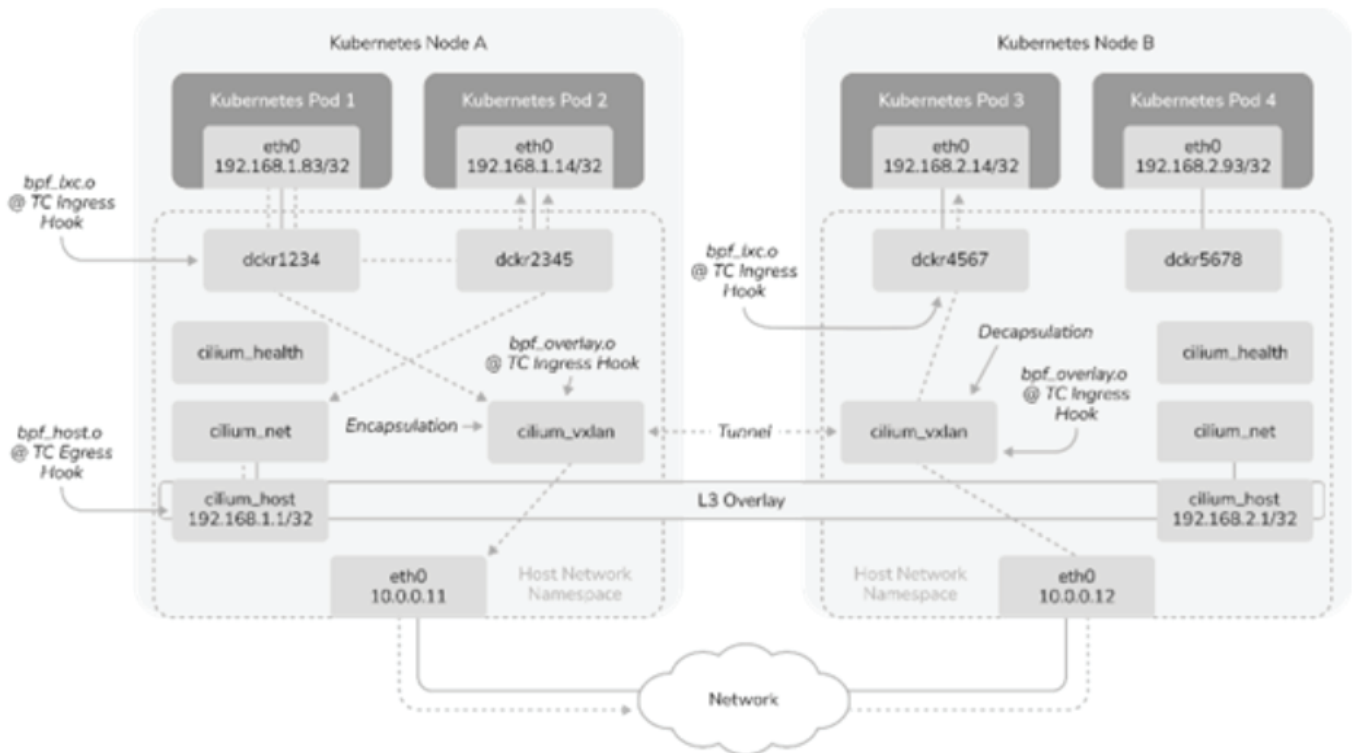 Kubernetes Node A
Kubernetes Pod 1
eth0
192.168.1.83/32
Kubernetes Pod 2
eth0
192.168.1.14/32
bpf_lxc.o
@ TC Ingress
Hook
dckr1234
dckr2345
cilium_health
bpf_overlay.o
@ TC Ingress Hook
cilium_net
Encapsulation
cilium_vxlan
bpf_host.o
@ TC Egress
Hook
cilium_host
192.168.1.1/32
eth0
10.0.0.11
Host Network
Namespace
Tunnel
L3 Overlay
Kubernetes Node B
Kubernetes Pod 3
eth0
192.168.2.14/32
Kubernetes Pod 4
eth0
192.168.2.93/32
bpf_lxc.o
@ TC Ingress
Hook
dckr4567
dckr5678
Decapsulation
cilium_health
bpf_overlay.o
@ TC Ingress
Hook
cilium_vxlan
cilium_net
cilium_host
192.168.2.1/32
Host Network
Namespace
eth0
10.0.0.12
Network